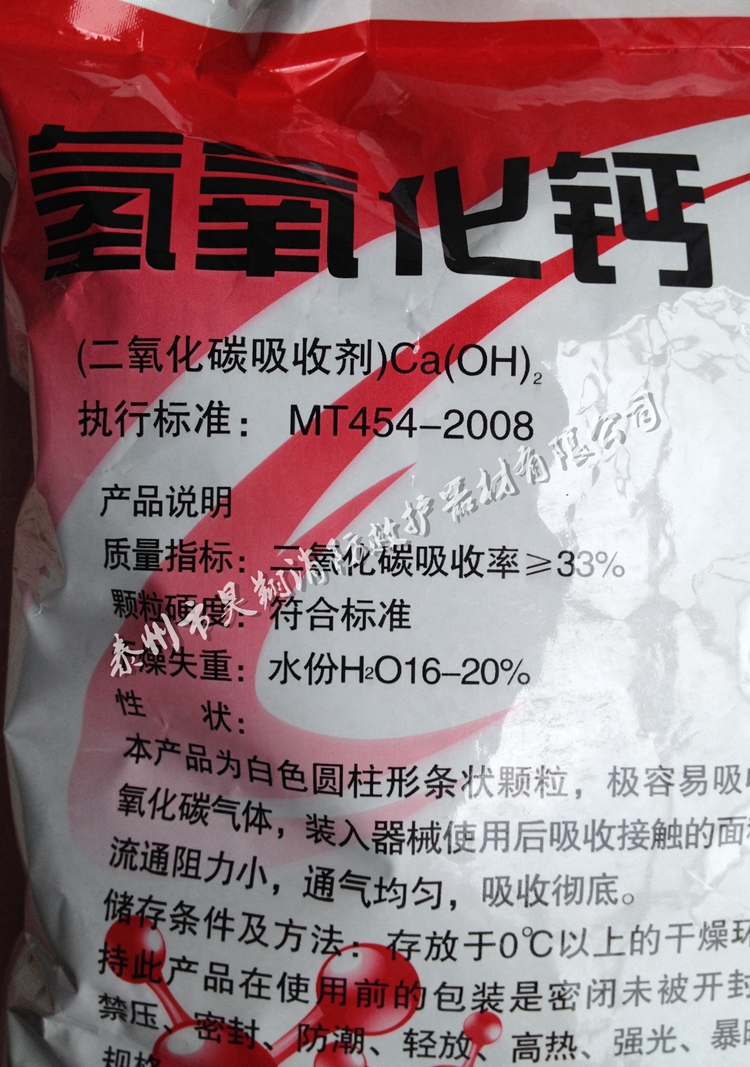 氢氧化钙
(二氧化碳吸收剂)Ca(OH)₂
执行标准： MT454-2008
产品说明
质量指标：二氧化碳吸收率≥33%
颗粒硬度：符合标准
燥失重：水份H₂O16-20%
性 状：
本产品为白色圆柱形条状颗粒，极容易吸
氧化碳气体，装入器械使用后吸收接触的面
流通阻力小，通气均匀，吸收彻底。
储存条件及方法：存放于0℃以上的干燥环
持此产品在使用前的包装是密闭未被开封
禁压、密封、防潮、轻放、高热、强光、暴
规格
泰州市昊翔消防救护器材有限公司